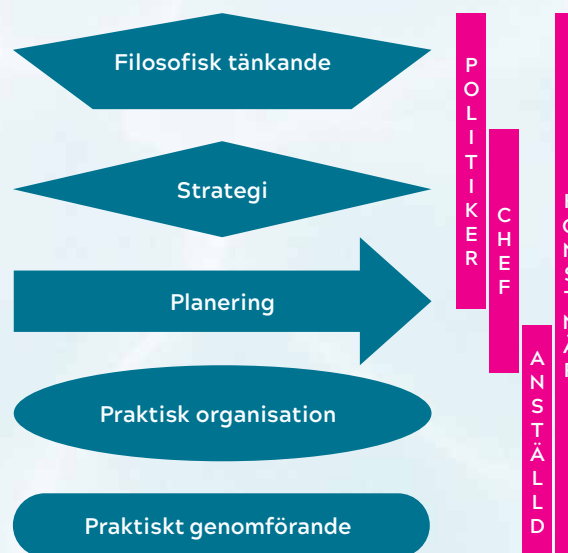 Filosofisk tänkande
Strategi
Planering
Praktisk organisation
Praktiskt genomförande
POLITIKER
CHEF
ANSTÄLLD